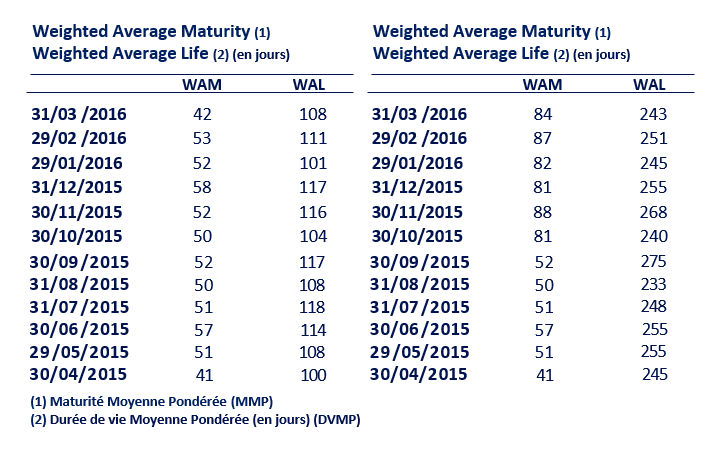 Weighted Average Maturity (1)
Weighted Average Life (2) (en jours)
WAM WAL
31/03 /2016 42 108
29/02 /2016 53 111
29/01/2016 52 101
31/12/2015 58 117
30/11/2015 52 116
30/10/2015 50 104
30/09/2015 52 117
31/08/2015 50 108
31/07/2015 51 118
30/06/2015 57 114
29/05/2015 51 108
30/04/2015 41 100
Weighted Average Maturity (1)
Weighted Average Life (2) (en jours)
WAM WAL
31/03 /2016 84 243
29/02 /2016 87 251
29/01/2016 82 245
31/12/2015 81 255
30/11/2015 88 268
30/10/2015 81 240
30/09/2015 52 275
31/08/2015 50 233
31/07/2015 51 248
30/06/2015 57 255
29/05/2015 51 255
30/04/2015 41 245
(1) Maturité Moyenne Pondérée (MMP)
(2) Durée de vie Moyenne Pondérée (en jours) (DVMP)